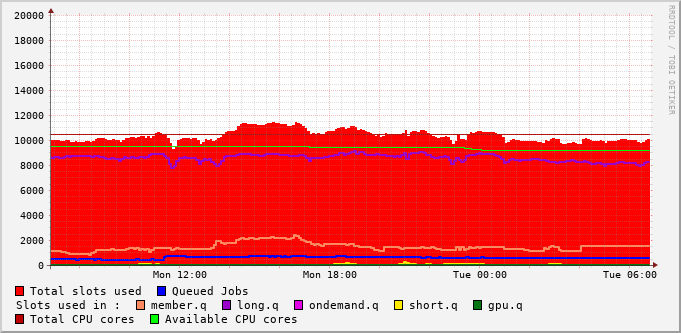 20000
18000
16000
14000
12000
10000
8000
6000
4000
2000
0
Mon 12:00 Mon 18:00 Tue 00:00 Tue 06:00
RRDTOOL / TOBI OETIKER
Total slots used Queued Jobs
Slots used in : member.q long.q ondemand.q short.q gpu.q
Total CPU cores Available CPU cores